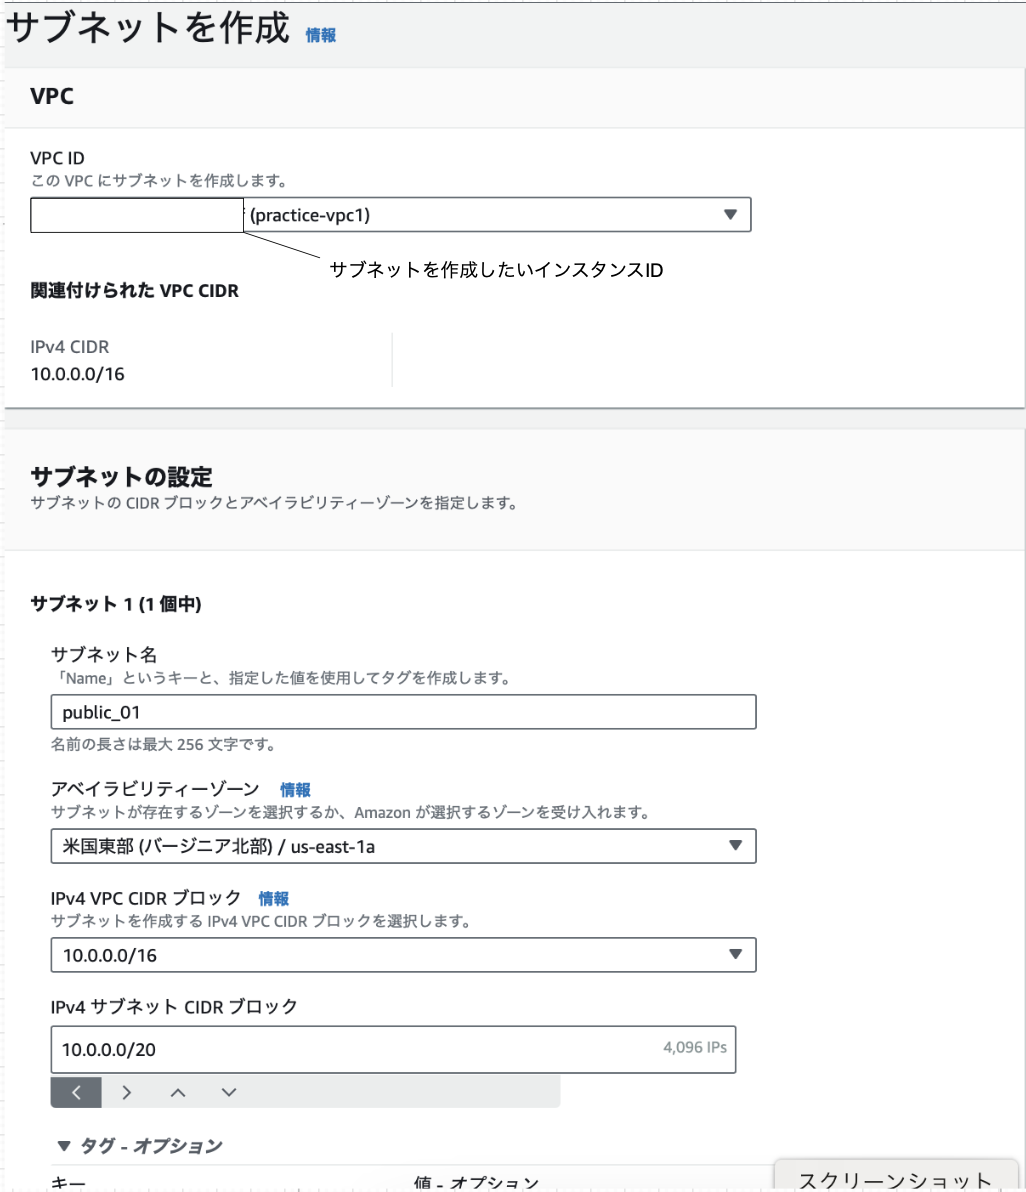 サブネットを作成 情報
VPC
VPC ID
この VPC にサブネットを作成します。
(practice-vpc1)
サブネットを作成したいインスタンスID
関連付けられた VPC CIDR
IPv4 CIDR
10.0.0.0/16
サブネットの設定
サブネットの CIDR ブロックとアベイラビリティーゾーンを指定します。
サブネット 1 (1 個中)
サブネット名
「Name」というキーと、指定した値を使用してタグを作成します。
public_01
名前の長さは最大 256 文字です。
アベイラビリティーゾーン 情報
サブネットが存在するゾーンを選択するか、Amazon が選択するゾーンを受け入れます。
米国東部 (バージニア北部) / us-east-1a
IPv4 VPC CIDR ブロック 情報
サブネットを作成する IPv4 VPC CIDR ブロックを選択します。
10.0.0.0/16
IPv4 サブネット CIDR ブロック
10.0.0.0/20 4,096 IPs
タグ - オプション
キー 値 - オプション
スクリーンショット